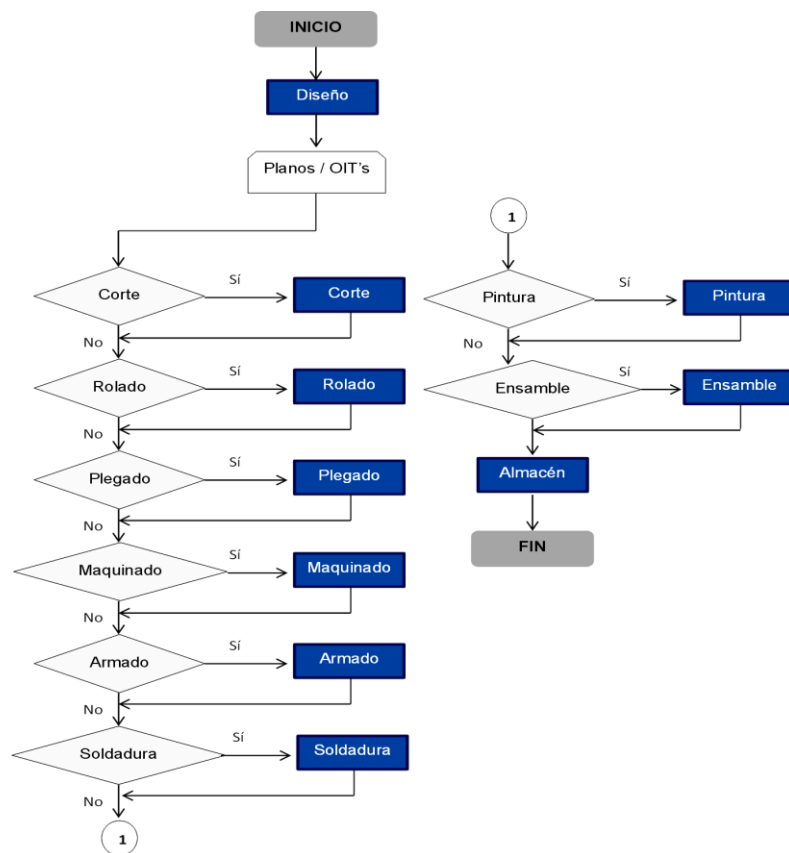 INICIO
Diseño
Planos / OIT's
Corte
Sí
Corte
No
Rolado
Sí
Rolado
No
Plegado
Sí
Plegado
No
Maquinado
Sí
Maquinado
No
Armado
Sí
Armado
No
Soldadura
Sí
Soldadura
No
1
1
Pintura
Sí
Pintura
No
Ensamble
Sí
Ensamble
Almacén
FIN